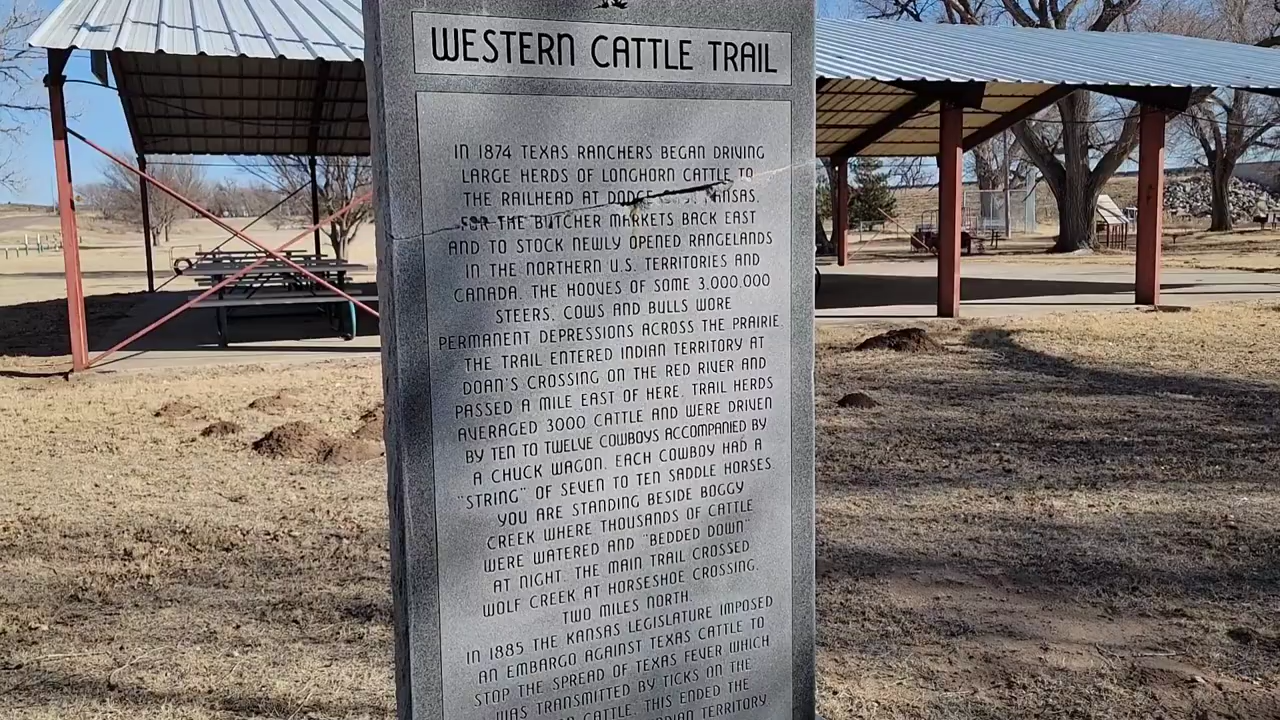 WESTERN CATTLE TRAIL
IN 1874 TEXAS RANCHERS BEGAN DRIVING
LARGE HERDS OF LONGHORN CATTLE TO
THE RAILHEAD AT DODGE KANSAS,
FOR THE BUTCHER MARKETS BACK EAST
AND TO STOCK NEWLY OPENED RANGELANDS
IN THE NORTHERN U.S. TERRITORIES AND
CANADA. THE HOOVES OF SOME 3,000,000
STEERS, COWS AND BULLS WORE
PERMANENT DEPRESSIONS ACROSS THE PRAIRIE.
THE TRAIL ENTERED INDIAN TERRITORY AT
DOAN'S CROSSING ON THE RED RIVER AND
PASSED A MILE EAST OF HERE. TRAIL HERDS
AVERAGED 3000 CATTLE AND WERE DRIVEN
BY TEN TO TWELVE COWBOYS ACCOMPANIED BY
A CHUCK WAGON. EACH COWBOY HAD A
"STRING" OF SEVEN TO TEN SADDLE HORSES.
YOU ARE STANDING BESIDE BOGGY
CREEK WHERE THOUSANDS OF CATTLE
WERE WATERED AND "BEDDED DOWN"
AT NIGHT. THE MAIN TRAIL CROSSED
WOLF CREEK AT HORSESHOE CROSSING,
TWO MILES NORTH.
IN 1885 THE KANSAS LEGISLATURE IMPOSED
AN EMBARGO AGAINST TEXAS CATTLE TO
STOP THE SPREAD OF TEXAS FEVER WHICH
WAS TRANSMITTED BY TICKS ON THE
CATTLE. THIS ENDED THE
INDIAN TERRITORY.